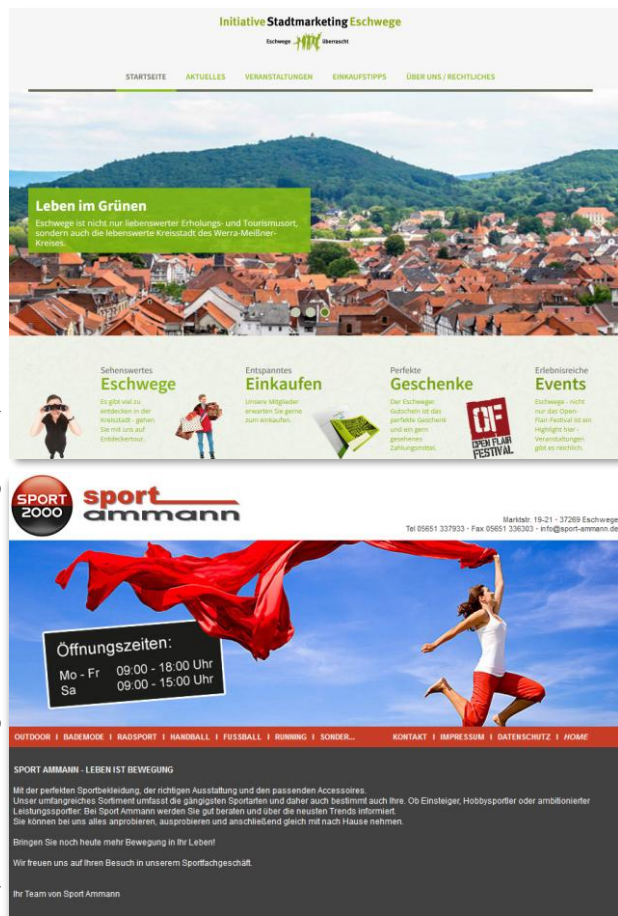 Initiative Stadtmarketing Eschwege
Eschwege überrascht
STARTSEITE AKTUELLES VERANSTALTUNGEN EINKAUFSTIPPS ÜBER UNS / RECHTLICHES
Leben im Grünen
Eschwege ist nicht nur liebenswerter Erholungs- und Tourismusort,
sondern auch die lebenswerte Kreisstadt des Werra-Meißner-
Kreises.
Sehenswertes
Eschwege
Es gibt viel zu
entdecken in der
Kreisstadt - gehen
Sie mit uns auf
Entdeckertour.
Entspanntes
Einkaufen
Unsere Mitglieder
erwarten Sie gerne
zum einkaufen.
Perfekte
Geschenke
Der Eschweger
Gutschein ist das
perfekte Geschenk
und ein gern
gesehenes
Zahlungsmittel.
OF
OPEN FLAIR
FESTIVAL
Erlebnisreiche
Events
Eschwege - nicht
nur das Open-
Flair-Festival ist ein
Highlight hier -
Veranstaltungen
gibt es reichlich.
SPORT
2000
sport
ammann
Marktstr. 19-21 - 37269 Eschwege
Tel 05651 337933 - Fax 05651 336303 - info@sport-ammann.de
Öffnungszeiten:
Mo - Fr 09:00 - 18:00 Uhr
Sa 09:00 - 15:00 Uhr
OUTDOOR I BADEMODE I RADSPORT I HANDBALL I FUSSBALL I RUNNING I SONDER... KONTAKT I IMPRESSUM I DATENSCHUTZ I HOME
SPORT AMMANN - LEBEN IST BEWEGUNG
Mit der perfekten Sportbekleidung, der richtigen Ausstattung und den passenden Accessoires.
Unser umfangreiches Sortiment umfasst die gängigsten Sportarten und daher auch bestimmt auch Ihre. Ob Einsteiger, Hobbysportler oder ambitionierter
Leistungssportler: Bei Sport Ammann werden Sie gut beraten und über die neusten Trends informiert.
Sie können bei uns alles anprobieren, ausprobieren und anschließend gleich mit nach Hause nehmen.
Bringen Sie noch heute mehr Bewegung in Ihr Leben!
Wir freuen uns auf Ihren Besuch in unserem Sportfachgeschäft.
Ihr Team von Sport Ammann